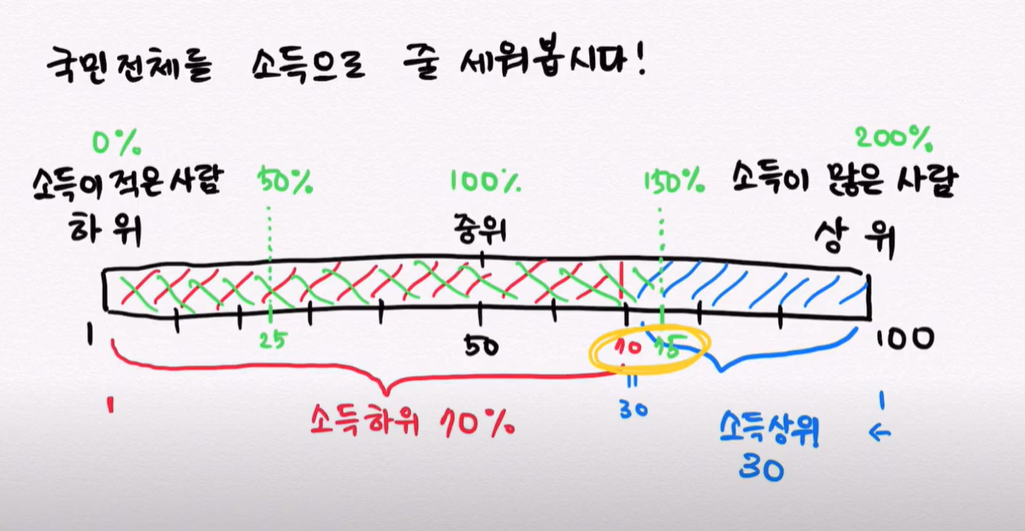 국민전체를 소득으로 줄 세워봅시다!
0% 200%
소득이 적은 사람 50% 100% 150% 소득이 많은 사람
하위 중위 상위
1 25 50 70 75 100
1 소득하위 70% 30 소득상위 1 ←
30